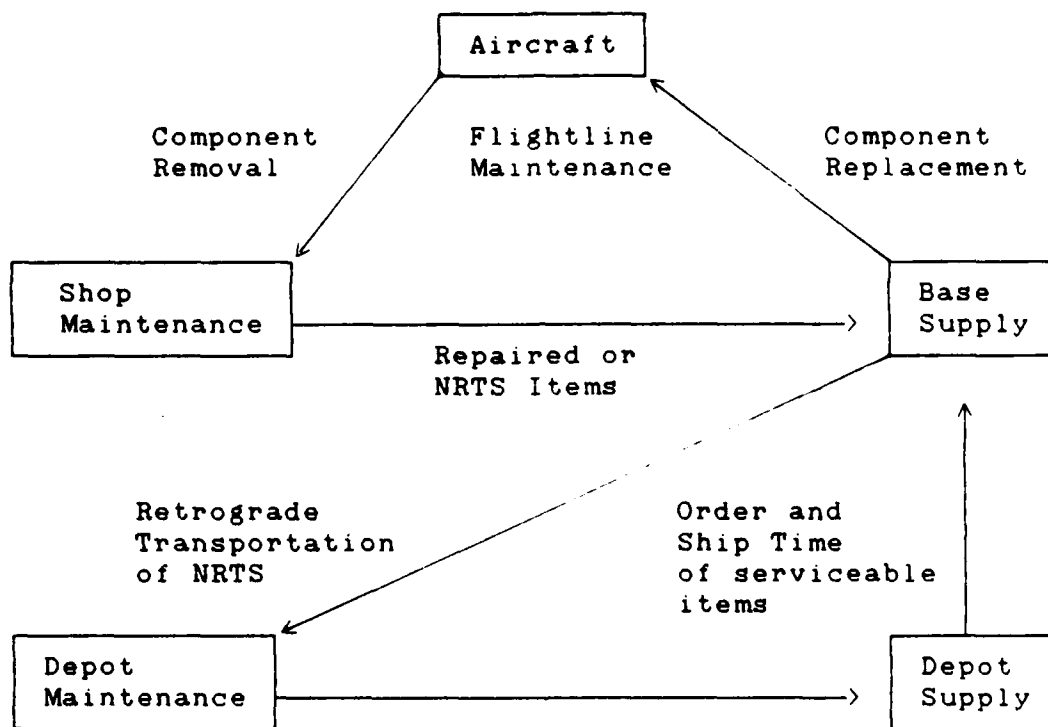 Aircraft
Component
Removal
Flightline
Maintenance
Component
Replacement
Shop
Maintenance
Base
Supply
Repaired or
NRTS Items
Retrograde
Transportation
of NRTS
Order and
Ship Time
of serviceable
items
Depot
Maintenance
Depot
Supply